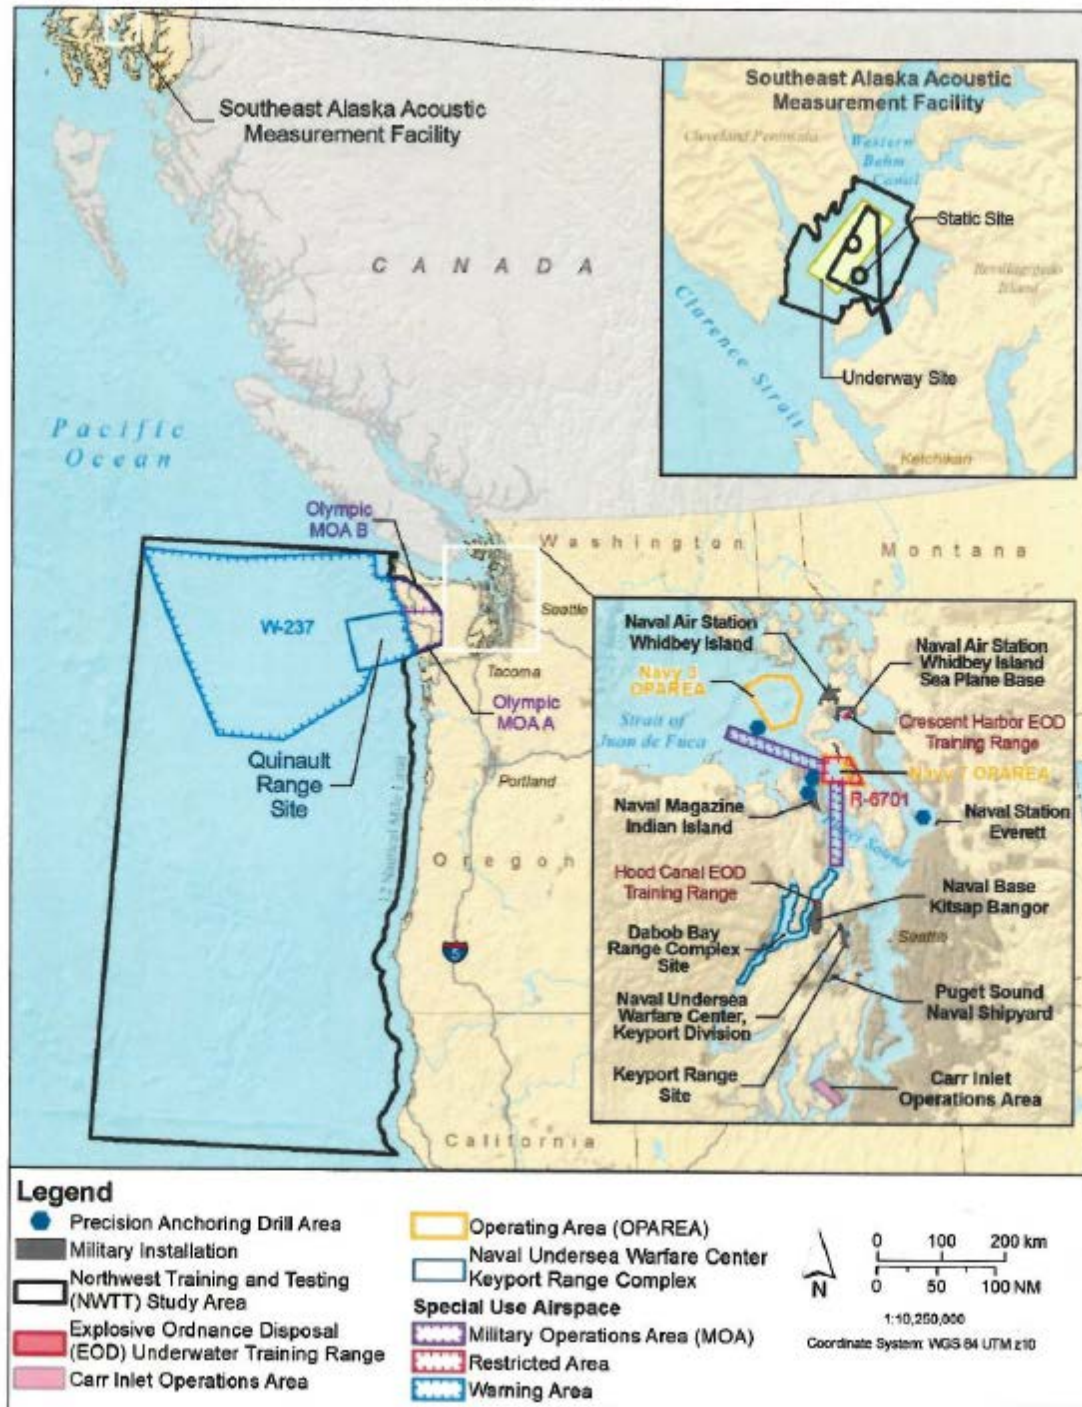 Southeast Alaska Acoustic
Measurement Facility
CANADA
Pacific
Ocean
Southeast Alaska Acoustic
Measurement Facility
Cleveland Peninsula
Western
Behm
Canal
Static Site
Revillagigedo
Island
Clarence Strait
Underway Site
Ketchikan
Olympic
MOA B
Washington
Montana
W-237
Seattle
Tacoma
Olympic
MOA A
Quinault
Range
Site
Portland
12 Nautical Mile Limit
Oregon
5
California
Naval Air Station
Whidbey Island
Naval Air Station
Whidbey Island
Sea Plane Base
Navy 3
OPAREA
Crescent Harbor EOD
Training Range
Strait of
Juan de Fuca
Navy 7 OPAREA
R-6701
Naval Magazine
Indian Island
Naval Station
Everett
Puget Sound
Hood Canal EOD
Training Range
Naval Base
Kitsap Bangor
Dabob Bay
Range Complex
Site
Seattle
Naval Undersea
Warfare Center,
Keyport Division
Puget Sound
Naval Shipyard
Keyport Range
Site
Carr Inlet
Operations Area
Legend
Precision Anchoring Drill Area
Military Installation
Northwest Training and Testing
(NWTT) Study Area
Explosive Ordnance Disposal
(EOD) Underwater Training Range
Carr Inlet Operations Area
Operating Area (OPAREA)
Naval Undersea Warfare Center
Keyport Range Complex
Special Use Airspace
Military Operations Area (MOA)
Restricted Area
Warning Area
N
0 100 200 km
0 50 100 NM
1:10,250,000
Coordinate System: WGS 84 UTM z10